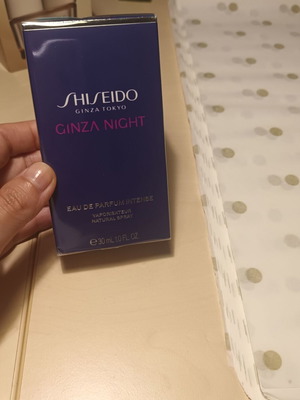 SHISEIDO
GINZA TOKYO
GINZA NIGHT
EAU DE PARFUM INTENSE
VAPORISATEUR
NATURAL SPRAY
℮ 30 mL 1.0 FL. OZ.